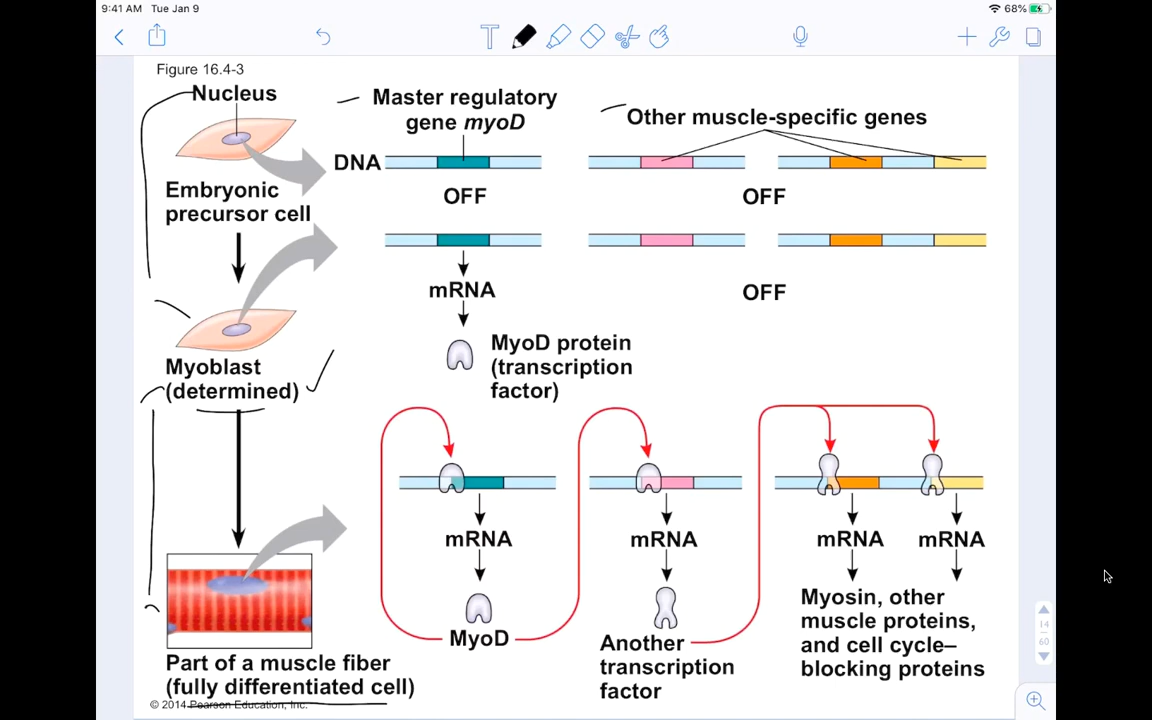 9:41 AM Tue Jan 9
68%
Figure 16.4-3
Nucleus
Master regulatory
gene myoD
Other muscle-specific genes
DNA
OFF
OFF
Embryonic
precursor cell
mRNA
OFF
MyoD protein
(transcription
factor)
Myoblast
(determined)
mRNA
mRNA
mRNA
mRNA
MyoD
Another
transcription
factor
Myosin, other
muscle proteins,
and cell cycle–
blocking proteins
Part of a muscle fiber
(fully differentiated cell)
© 2014 Pearson Education, Inc.
T
14
60